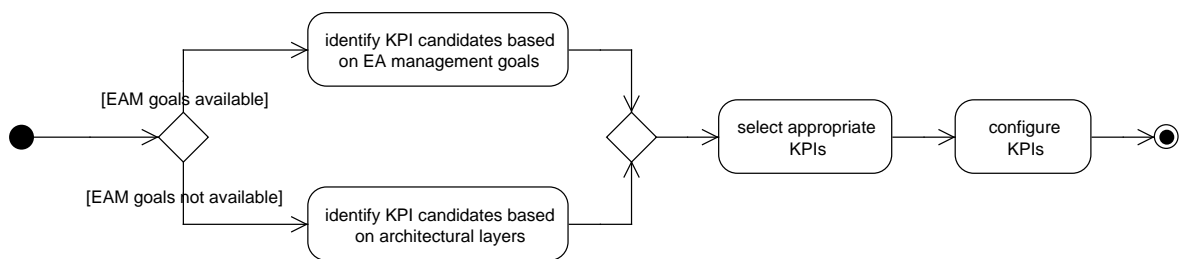 [EAM goals available]
[EAM goals not available]
identify KPI candidates based
on EA management goals
identify KPI candidates based
on architectural layers
select appropriate
KPIs
configure
KPIs